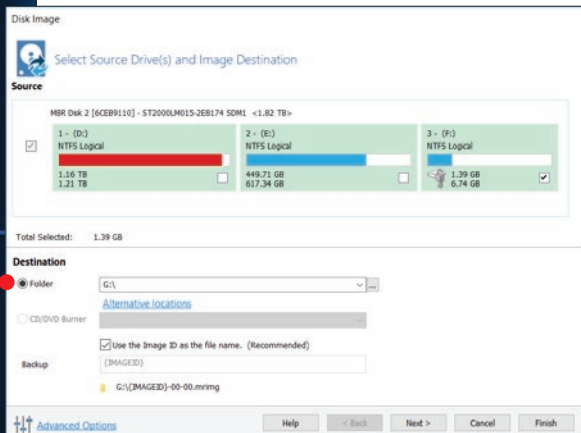 Disk Image
Select Source Drive(s) and Image Destination
Source
MBR Disk 2 [6CEB9110] - ST2000LM015-2E8174 SDM1 <1.82 TB>
1 - (D:)
NTFS Logical
1.16 TB
1.21 TB
2 - (E:)
NTFS Logical
449.71 GB
617.34 GB
3 - (F:)
NTFS Logical
1.39 GB
6.74 GB
Total Selected: 1.39 GB
Destination
Folder G:\ ...
Alternative locations
CD/DVD Burner
Use the Image ID as the file name. (Recommended)
Backup {IMAGEID}
G:\{IMAGEID}-00-00.mrimg
Advanced Options Help < Back Next > Cancel Finish